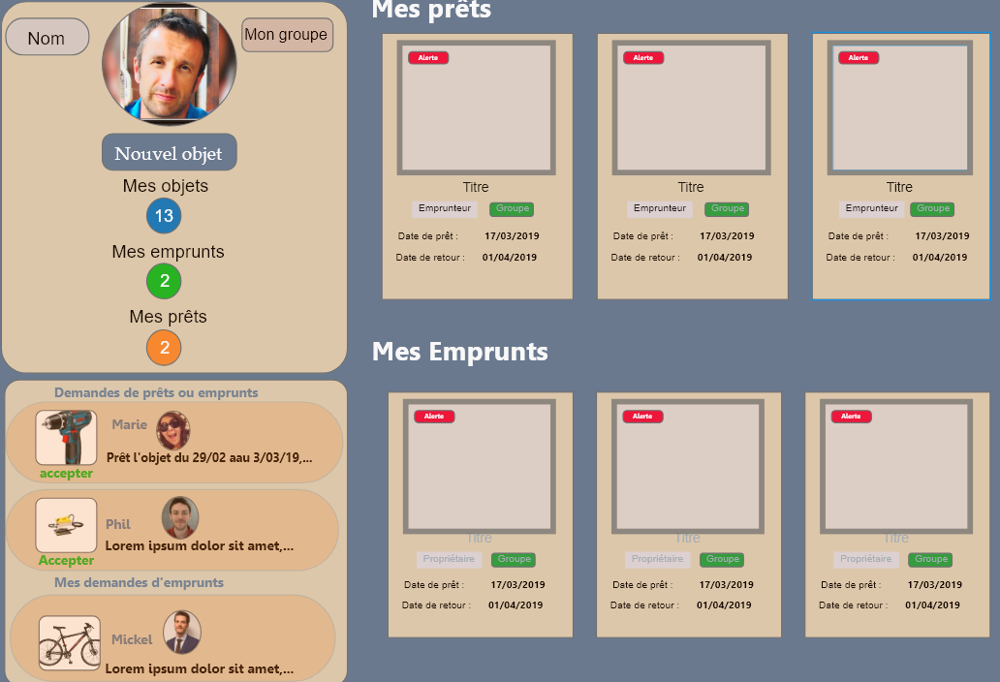 Nom
Mon groupe
Nouvel objet
Mes objets
13
Mes emprunts
2
Mes prêts
2
Demandes de prêts ou emprunts
Marie
Prêt l'objet du 29/02 aau 3/03/19,...
accepter
Phil
Lorem ipsum dolor sit amet,...
Accepter
Mes demandes d'emprunts
Mickel
Lorem ipsum dolor sit amet,...
Mes prêts
Alerte
Titre
Emprunteur Groupe
Date de prêt : 17/03/2019
Date de retour : 01/04/2019
Alerte
Titre
Emprunteur Groupe
Date de prêt : 17/03/2019
Date de retour : 01/04/2019
Alerte
Titre
Emprunteur Groupe
Date de prêt : 17/03/2019
Date de retour : 01/04/2019
Mes Emprunts
Alerte
Titre
Propriétaire Groupe
Date de prêt : 17/03/2019
Date de retour : 01/04/2019
Alerte
Titre
Propriétaire Groupe
Date de prêt : 17/03/2019
Date de retour : 01/04/2019
Alerte
Titre
Propriétaire Groupe
Date de prêt : 17/03/2019
Date de retour : 01/04/2019